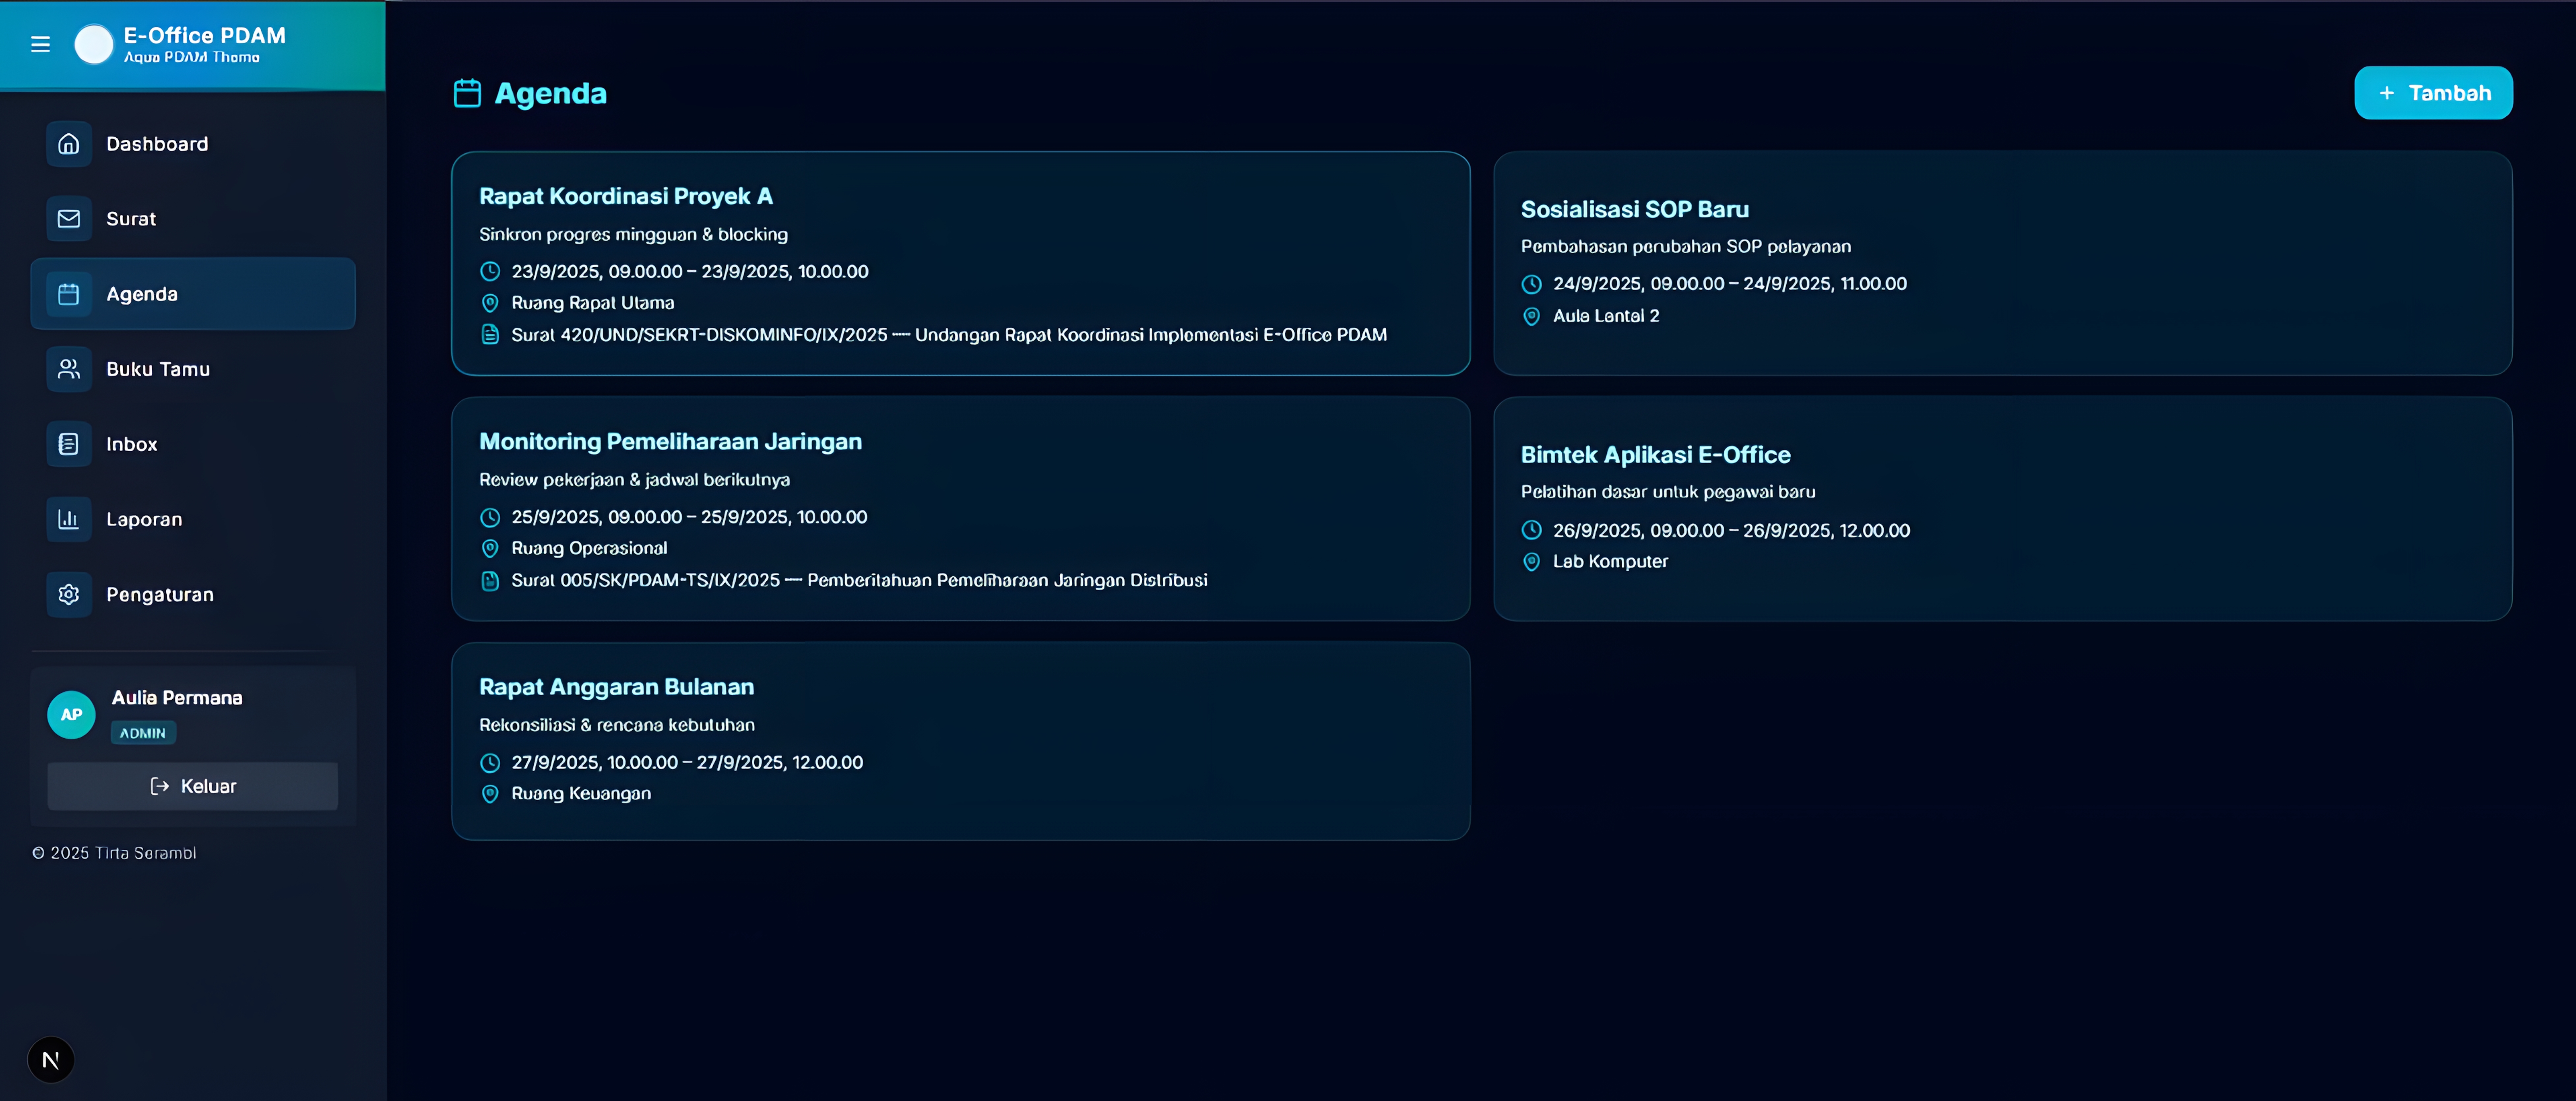 E-Office PDAM
Aqua PDAM Theme
Dashboard
Surat
Agenda
Buku Tamu
Inbox
Laporan
Pengaturan
AP
Aulia Permana
ADMIN
Keluar
© 2025 Tirta Serambi
N
Agenda
+ Tambah
Rapat Koordinasi Proyek A
Sinkron progres mingguan & blocking
23/9/2025, 09.00.00 – 23/9/2025, 10.00.00
Ruang Rapat Utama
Surat 420/UND/SEKRT-DISKOMINFO/IX/2025 — Undangan Rapat Koordinasi Implementasi E-Office PDAM
Sosialisasi SOP Baru
Pembahasan perubahan SOP pelayanan
24/9/2025, 09.00.00 – 24/9/2025, 11.00.00
Aula Lantai 2
Monitoring Pemeliharaan Jaringan
Review pekerjaan & jadwal berikutnya
25/9/2025, 09.00.00 – 25/9/2025, 10.00.00
Ruang Operasional
Surat 005/SK/PDAM-TS/IX/2025 — Pemberitahuan Pemeliharaan Jaringan Distribusi
Bimtek Aplikasi E-Office
Pelatihan dasar untuk pegawai baru
26/9/2025, 09.00.00 – 26/9/2025, 12.00.00
Lab Komputer
Rapat Anggaran Bulanan
Rekonsiliasi & rencana kebutuhan
27/9/2025, 10.00.00 – 27/9/2025, 12.00.00
Ruang Keuangan